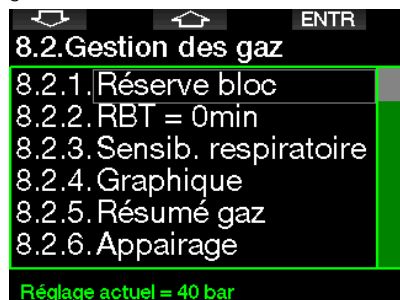 ENTR
8.2.Gestion des gaz
8.2.1.Réserve bloc
8.2.2.RBT = 0min
8.2.3.Sensib. respiratoire
8.2.4.Graphique
8.2.5.Résumé gaz
8.2.6.Appairage
Réglage actuel = 40 bar